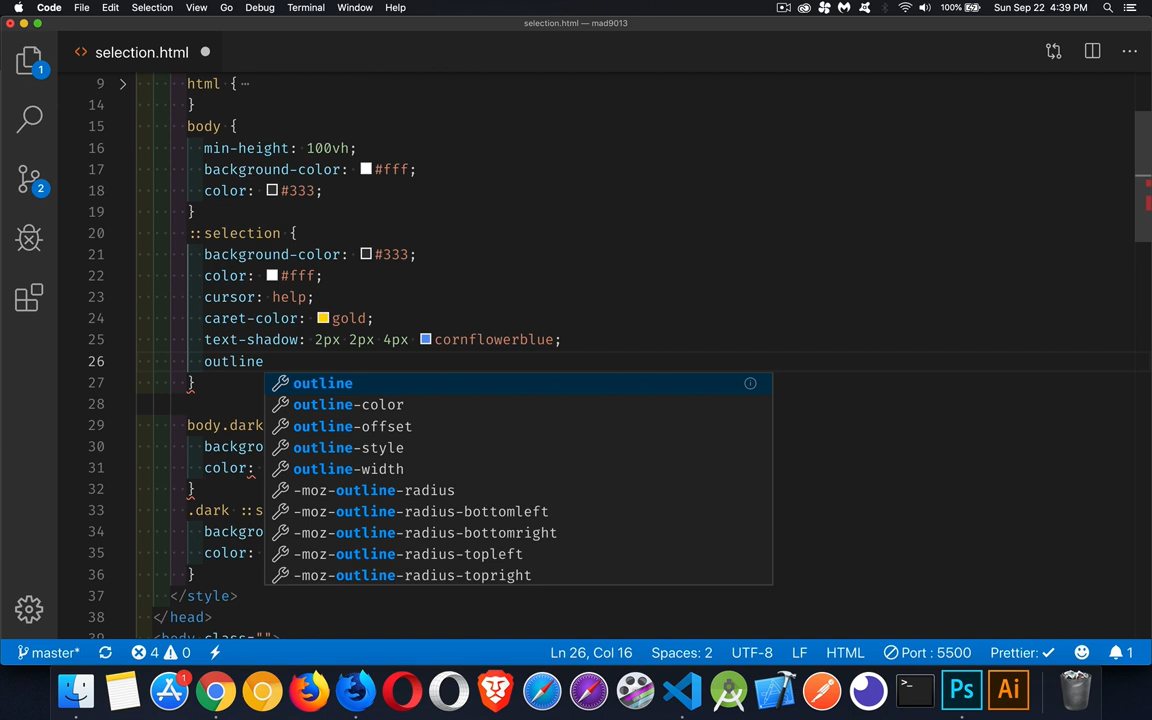 Code File Edit Selection View Go Debug Terminal Window Help 100% Sun Sep 22 4:39 PM
selection.html — mad9013
<> selection.html
1
2
9 html {
14 }
15 body {
16 min-height: 100vh;
17 background-color: #fff;
18 color: #333;
19 }
20 ::selection {
21 background-color: #333;
22 color: #fff;
23 cursor: help;
24 caret-color: gold;
25 text-shadow: 2px 2px 4px cornflowerblue;
26 outline
27 }
outline
28
outline-color
outline-offset
29 body.dark
30 backgro
outline-style
31 color:
outline-width
32 }
-moz-outline-radius
33 .dark ::s
-moz-outline-radius-bottomleft
34 backgro
-moz-outline-radius-bottomright
35 color:
-moz-outline-radius-topleft
36 }
-moz-outline-radius-topright
37 </style>
38 </head>
39 <body class="">
master* 4 0 Ln 26, Col 16 Spaces: 2 UTF-8 LF HTML Port : 5500 Prettier: ✓ 1
1
>_
Ps
Ai